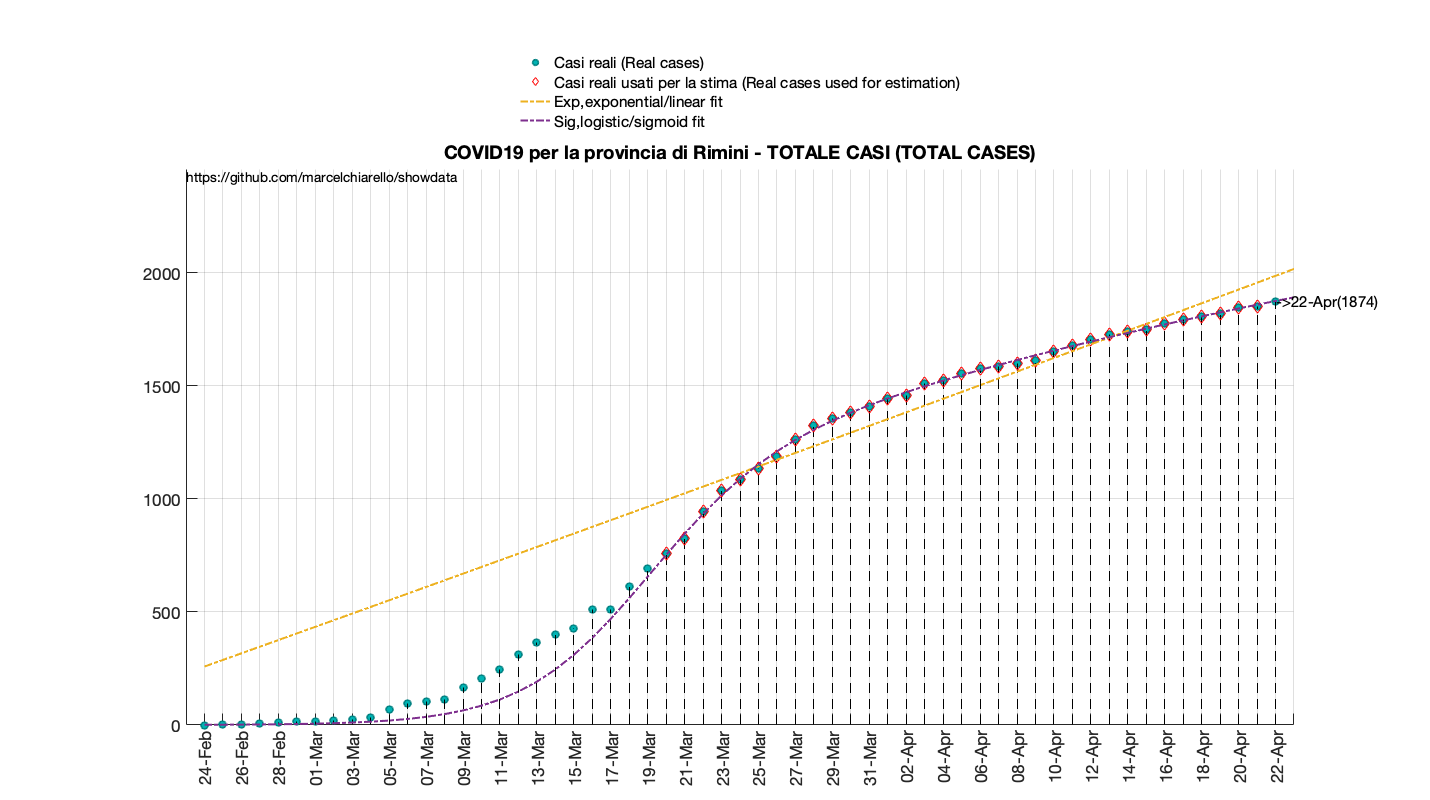 Casi reali (Real cases)
Casi reali usati per la stima (Real cases used for estimation)
Exp,exponential/linear fit
Sig,logistic/sigmoid fit
COVID19 per la provincia di Rimini - TOTALE CASI (TOTAL CASES)
https://github.com/marcelchiarello/showdata
2000
1500
1000
500
0
>22-Apr(1874)
24-Feb
26-Feb
28-Feb
01-Mar
03-Mar
05-Mar
07-Mar
09-Mar
11-Mar
13-Mar
15-Mar
17-Mar
19-Mar
21-Mar
23-Mar
25-Mar
27-Mar
29-Mar
31-Mar
02-Apr
04-Apr
06-Apr
08-Apr
10-Apr
12-Apr
14-Apr
16-Apr
18-Apr
20-Apr
22-Apr